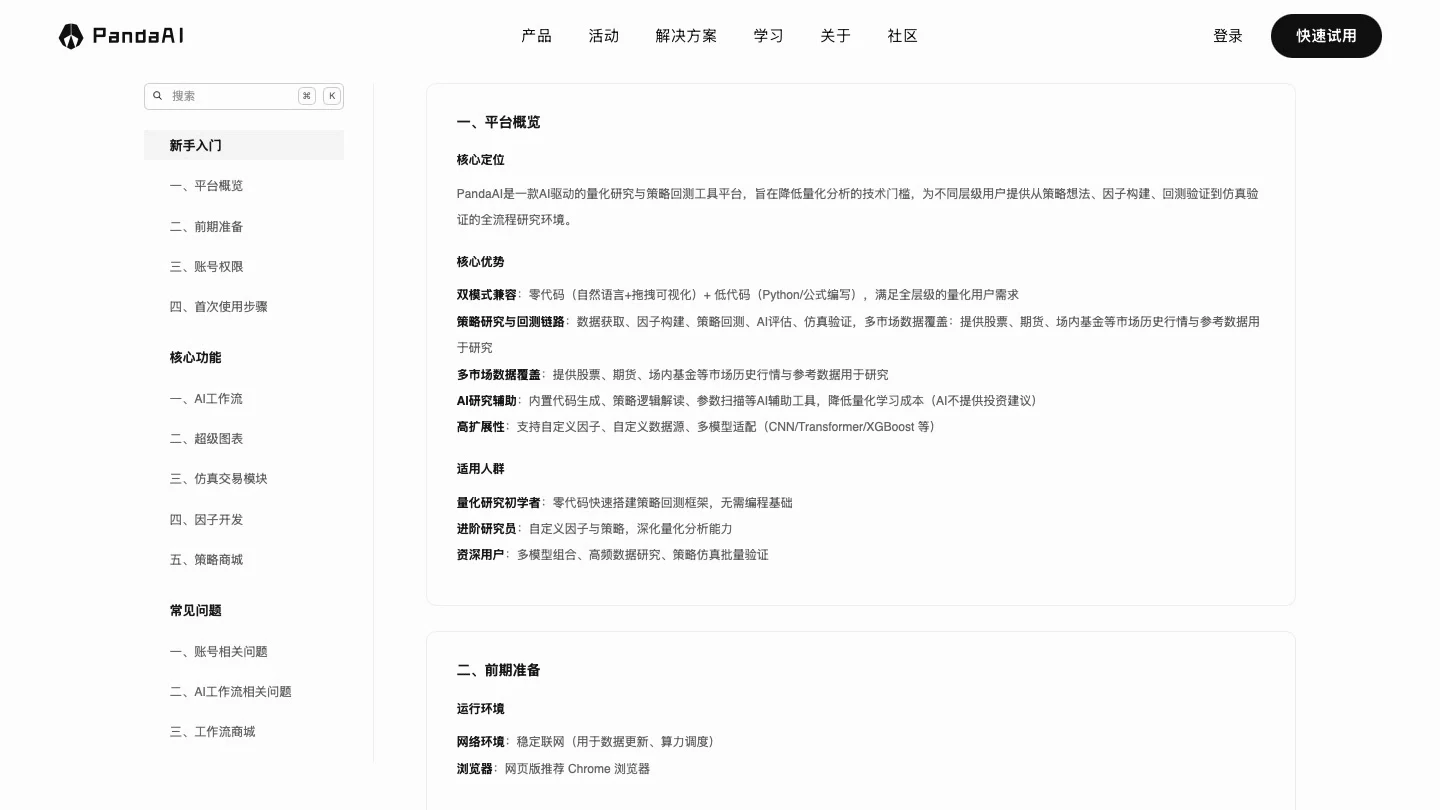 PandaAI
产品 活动 解决方案 学习 关于 社区
登录 快速试用
搜索 ⌘ K
新手入门
一、平台概览
二、前期准备
三、账号权限
四、首次使用步骤
核心功能
一、AI工作流
二、超级图表
三、仿真交易模块
四、因子开发
五、策略商城
常见问题
一、账号相关问题
二、AI工作流相关问题
三、工作流商城
一、平台概览
核心定位
PandaAI是一款AI驱动的量化研究与策略回测工具平台，旨在降低量化分析的技术门槛，为不同层级用户提供从策略想法、因子构建、回测验证到仿真验
证的全流程研究环境。
核心优势
双模式兼容：零代码（自然语言+拖拽可视化）+ 低代码（Python/公式编写），满足全层级的量化用户需求
策略研究与回测链路：数据获取、因子构建、策略回测、AI评估、仿真验证，多市场数据覆盖：提供股票、期货、场内基金等市场历史行情与参考数据用
于研究
多市场数据覆盖：提供股票、期货、场内基金等市场历史行情与参考数据用于研究
AI研究辅助：内置代码生成、策略逻辑解读、参数扫描等AI辅助工具，降低量化学习成本（AI不提供投资建议）
高扩展性：支持自定义因子、自定义数据源、多模型适配（CNN/Transformer/XGBoost 等）
适用人群
量化研究初学者：零代码快速搭建策略回测框架，无需编程基础
进阶研究员：自定义因子与策略，深化量化分析能力
资深用户：多模型组合、高频数据研究、策略仿真批量验证
二、前期准备
运行环境
网络环境：稳定联网（用于数据更新、算力调度）
浏览器：网页版推荐 Chrome 浏览器